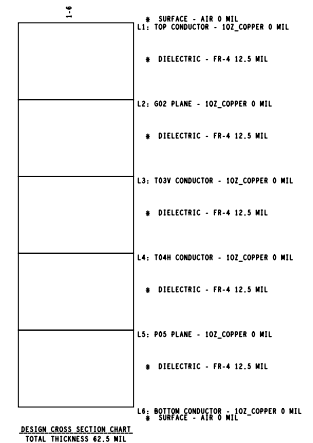 1-6
* SURFACE - AIR 0 MIL
L1: TOP CONDUCTOR - 1OZ_COPPER 0 MIL
* DIELECTRIC - FR-4 12.5 MIL
L2: G02 PLANE - 1OZ_COPPER 0 MIL
* DIELECTRIC - FR-4 12.5 MIL
L3: T03V CONDUCTOR - 1OZ_COPPER 0 MIL
* DIELECTRIC - FR-4 12.5 MIL
L4: T04H CONDUCTOR - 1OZ_COPPER 0 MIL
* DIELECTRIC - FR-4 12.5 MIL
L5: P05 PLANE - 1OZ_COPPER 0 MIL
* DIELECTRIC - FR-4 12.5 MIL
L6: BOTTOM CONDUCTOR - 1OZ_COPPER 0 MIL
* SURFACE - AIR 0 MIL
DESIGN CROSS SECTION CHART
TOTAL THICKNESS 62.5 MIL